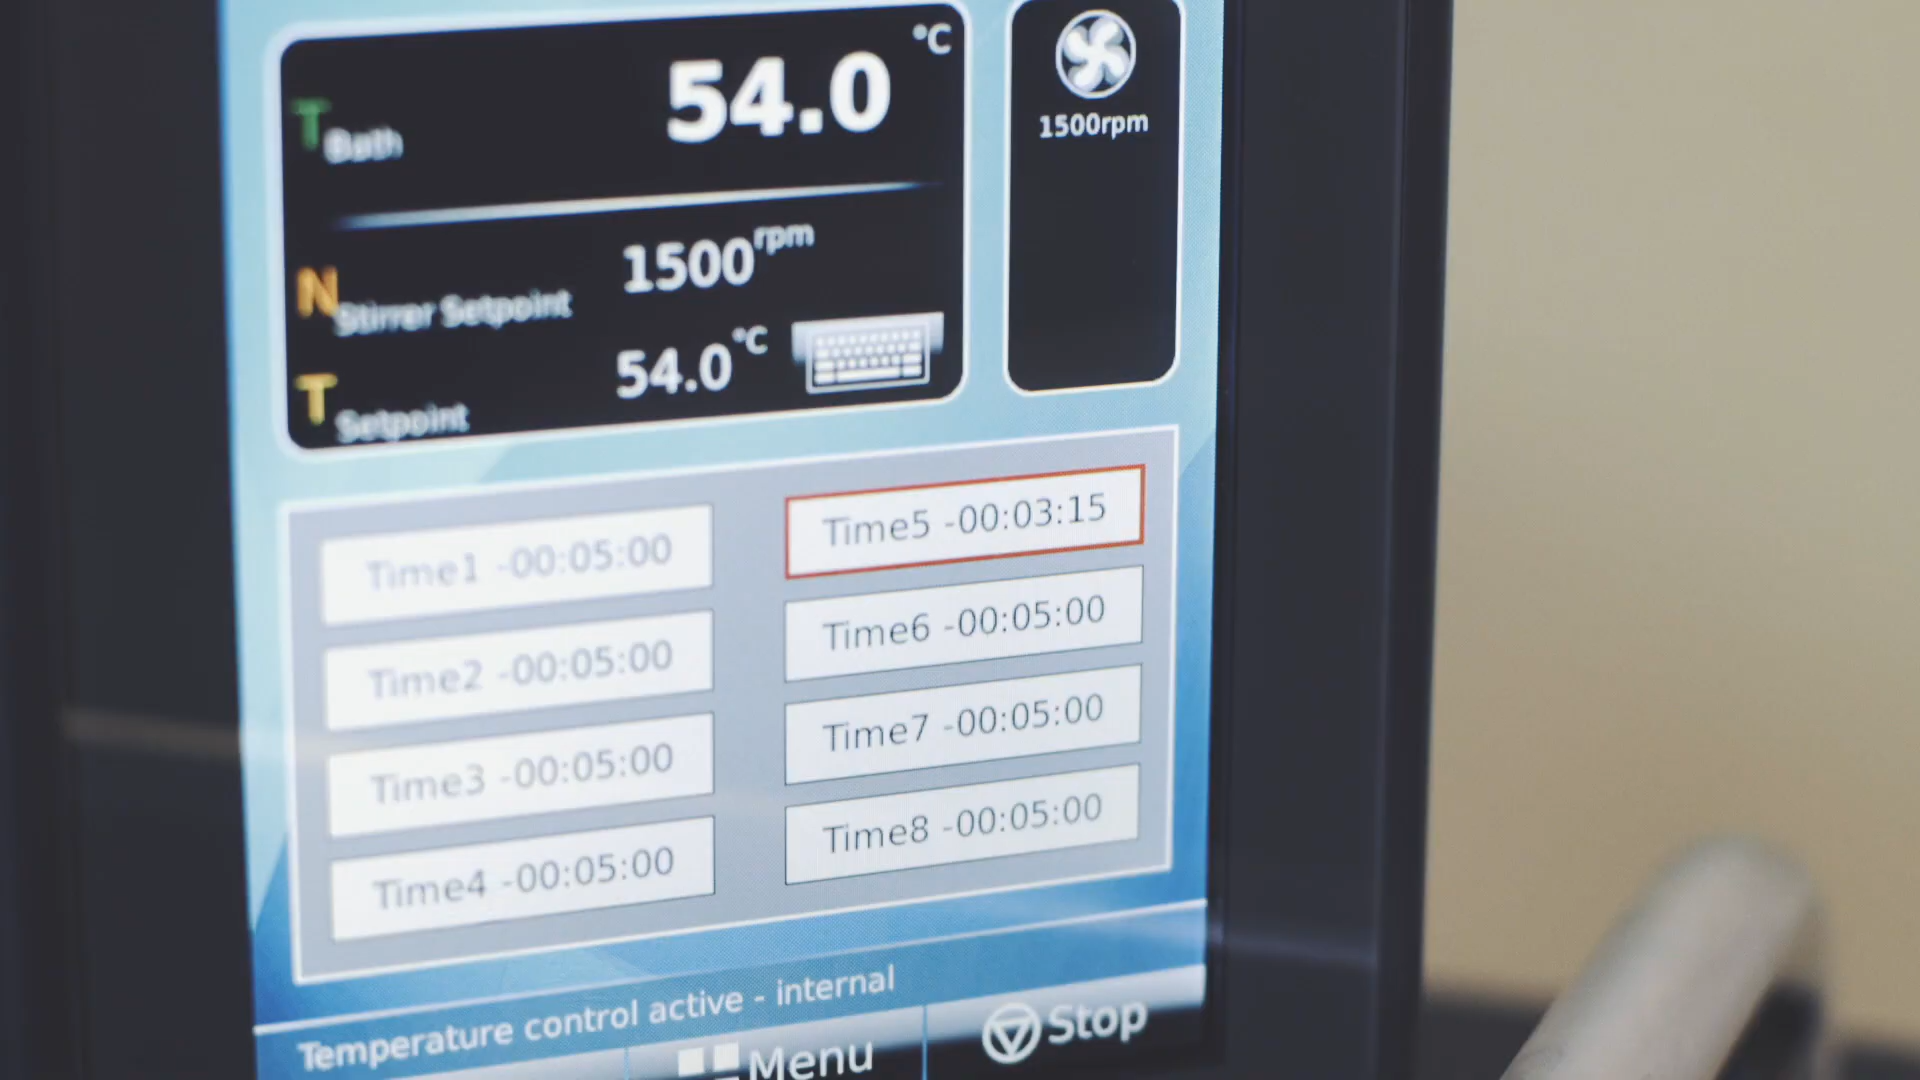 °C
T Bath 54.0
1500rpm
N Stirrer Setpoint 1500 rpm
T Setpoint 54.0 °C
Time1 -00:05:00
Time2 -00:05:00
Time3 -00:05:00
Time4 -00:05:00
Time5 -00:03:15
Time6 -00:05:00
Time7 -00:05:00
Time8 -00:05:00
Temperature control active - internal
Menu
Stop